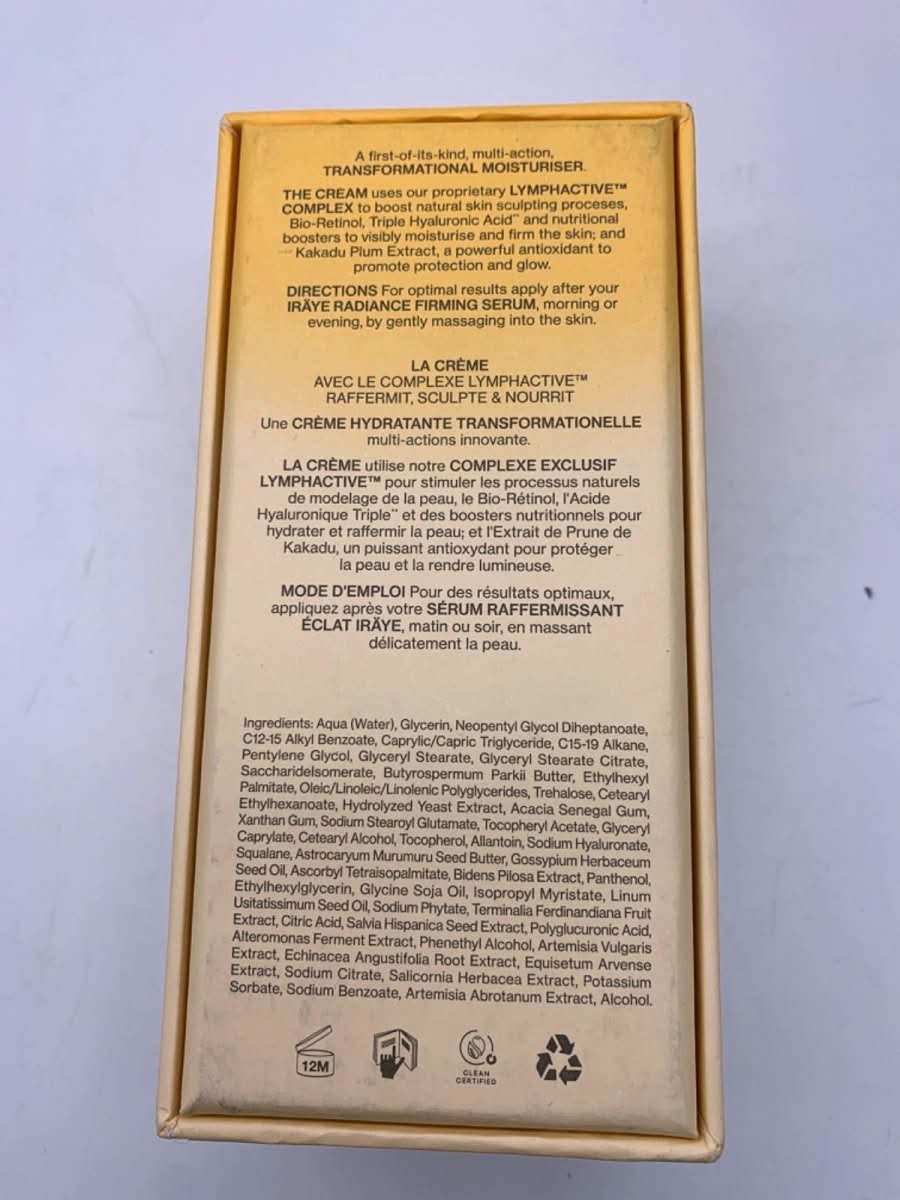 A first-of-its-kind, multi-action,
TRANSFORMATIONAL MOISTURISER.
THE CREAM uses our proprietary LYMPHACTIVE™
COMPLEX to boost natural skin sculpting proceses,
Bio-Retinol, Triple Hyaluronic Acid¨ and nutritional
boosters to visibly moisturise and firm the skin; and
Kakadu Plum Extract, a powerful antioxidant to
promote protection and glow.
DIRECTIONS For optimal results apply after your
IRÄYE RADIANCE FIRMING SERUM, morning or
evening, by gently massaging into the skin.
LA CRÈME
AVEC LE COMPLEXE LYMPHACTIVE™
RAFFERMIT, SCULPTE & NOURRIT
Une CRÈME HYDRATANTE TRANSFORMATIONELLE
multi-actions innovante.
LA CRÈME utilise notre COMPLEXE EXCLUSIF
LYMPHACTIVE™ pour stimuler les processus naturels
de modelage de la peau, le Bio-Rétinol, l'Acide
Hyaluronique Triple¨ et des boosters nutritionnels pour
hydrater et raffermir la peau; et l'Extrait de Prune de
Kakadu, un puissant antioxydant pour protéger
la peau et la rendre lumineuse.
MODE D'EMPLOI Pour des résultats optimaux,
appliquez après votre SÉRUM RAFFERMISSANT
ÉCLAT IRÄYE, matin ou soir, en massant
délicatement la peau.
Ingredients: Aqua (Water), Glycerin, Neopentyl Glycol Diheptanoate,
C12-15 Alkyl Benzoate, Caprylic/Capric Triglyceride, C15-19 Alkane,
Pentylene Glycol, Glyceryl Stearate, Glyceryl Stearate Citrate,
SaccharideIsomerate, Butyrospermum Parkii Butter, Ethylhexyl
Palmitate, Oleic/Linoleic/Linolenic Polyglycerides, Trehalose, Cetearyl
Ethylhexanoate, Hydrolyzed Yeast Extract, Acacia Senegal Gum,
Xanthan Gum, Sodium Stearoyl Glutamate, Tocopheryl Acetate, Glyceryl
Caprylate, Cetearyl Alcohol, Tocopherol, Allantoin, Sodium Hyaluronate,
Squalane, Astrocaryum Murumuru Seed Butter, Gossypium Herbaceum
Seed Oil, Ascorbyl Tetraisopalmitate, Bidens Pilosa Extract, Panthenol,
Ethylhexylglycerin, Glycine Soja Oil, Isopropyl Myristate, Linum
Usitatissimum Seed Oil, Sodium Phytate, Terminalia Ferdinandiana Fruit
Extract, Citric Acid, Salvia Hispanica Seed Extract, Polyglucuronic Acid,
Alteromonas Ferment Extract, Phenethyl Alcohol, Artemisia Vulgaris
Extract, Echinacea Angustifolia Root Extract, Equisetum Arvense
Extract, Sodium Citrate, Salicornia Herbacea Extract, Potassium
Sorbate, Sodium Benzoate, Artemisia Abrotanum Extract, Alcohol.
12M
CLEAN
CERTIFIED